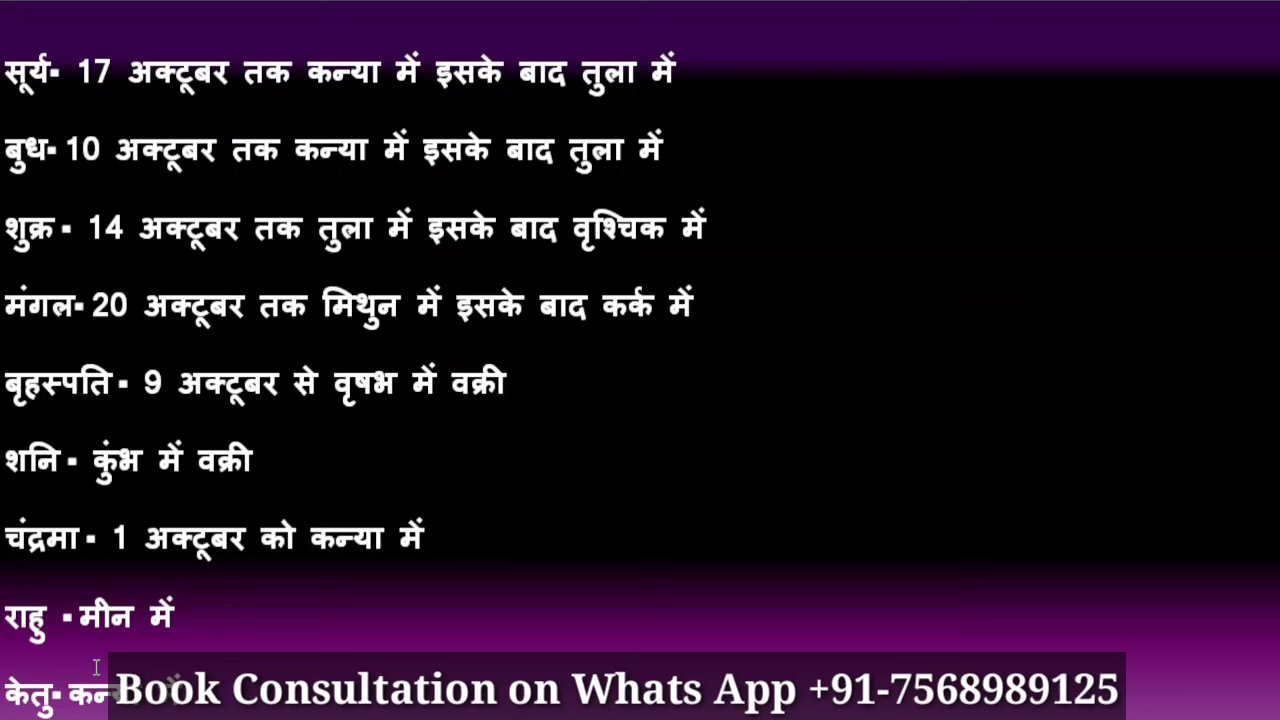 सूर्य- 17 अक्टूबर तक कन्या में इसके बाद तुला में
बुध- 10 अक्टूबर तक कन्या में इसके बाद तुला में
शुक्र - 14 अक्टूबर तक तुला में इसके बाद वृश्चिक में
मंगल- 20 अक्टूबर तक मिथुन में इसके बाद कर्क में
बृहस्पति - 9 अक्टूबर से वृषभ में वक्री
शनि - कुंभ में वक्री
चंद्रमा - 1 अक्टूबर को कन्या में
राहु - मीन में
केतु-
Book Consultation on Whats App +91-7568989125